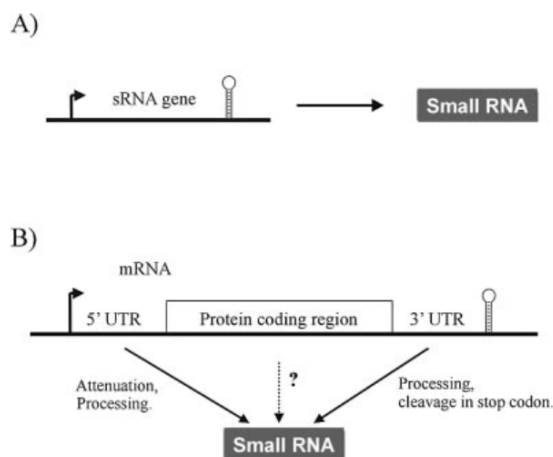 A)
sRNA gene
Small RNA
B)
mRNA
5' UTR Protein coding region 3' UTR
Attenuation,
Processing.
?
Processing,
cleavage in stop codon.
Small RNA